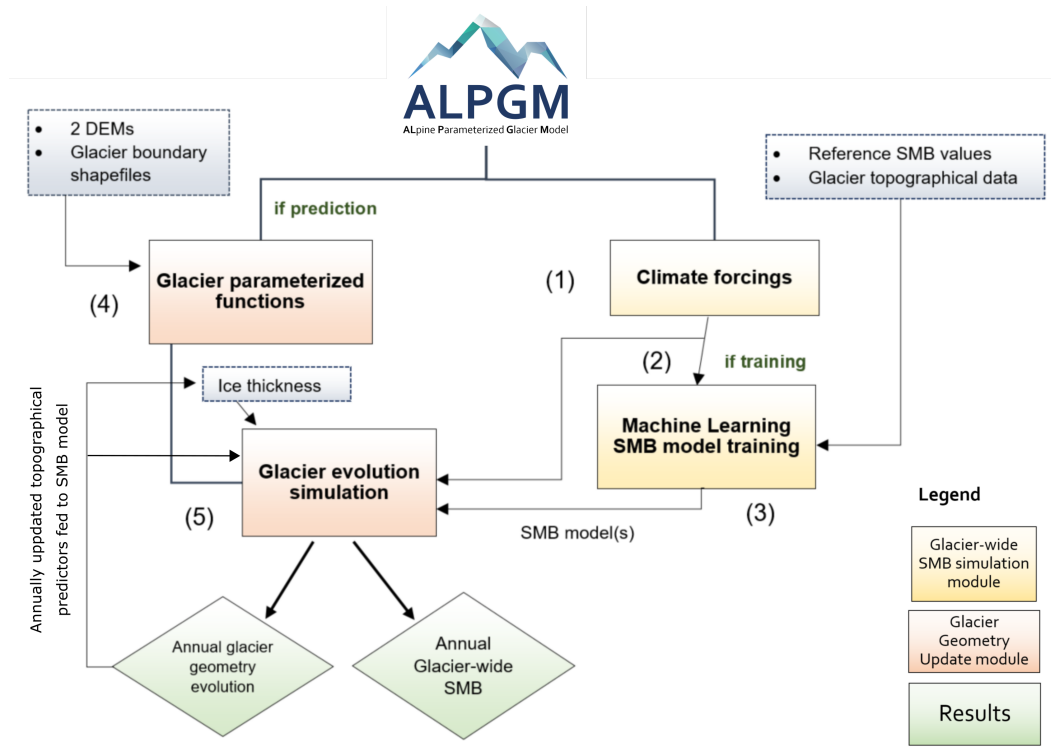 ALPGM
ALpine Parameterized Glacier Model
• 2 DEMs
• Glacier boundary
shapefiles
• Reference SMB values
• Glacier topographical data
if prediction
Glacier parameterized
functions
(4)
(1)
Climate forcings
(2)
if training
Ice thickness
Machine Learning
SMB model training
(3)
Glacier evolution
simulation
(5)
SMB model(s)
Annually uppdated topographical
predictors fed to SMB model
Annual glacier
geometry
evolution
Annual
Glacier-wide
SMB
Legend
Glacier-wide
SMB simulation
module
Glacier
Geometry
Update module
Results